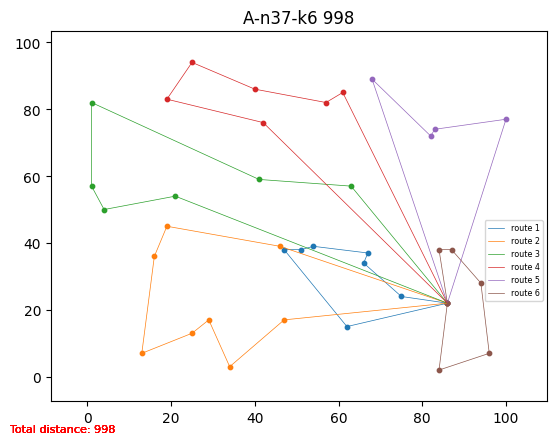 A-n37-k6 998
100
80
60
40
20
0
route 1
route 2
route 3
route 4
route 5
route 6
0 20 40 60 80 100
Total distance: 998